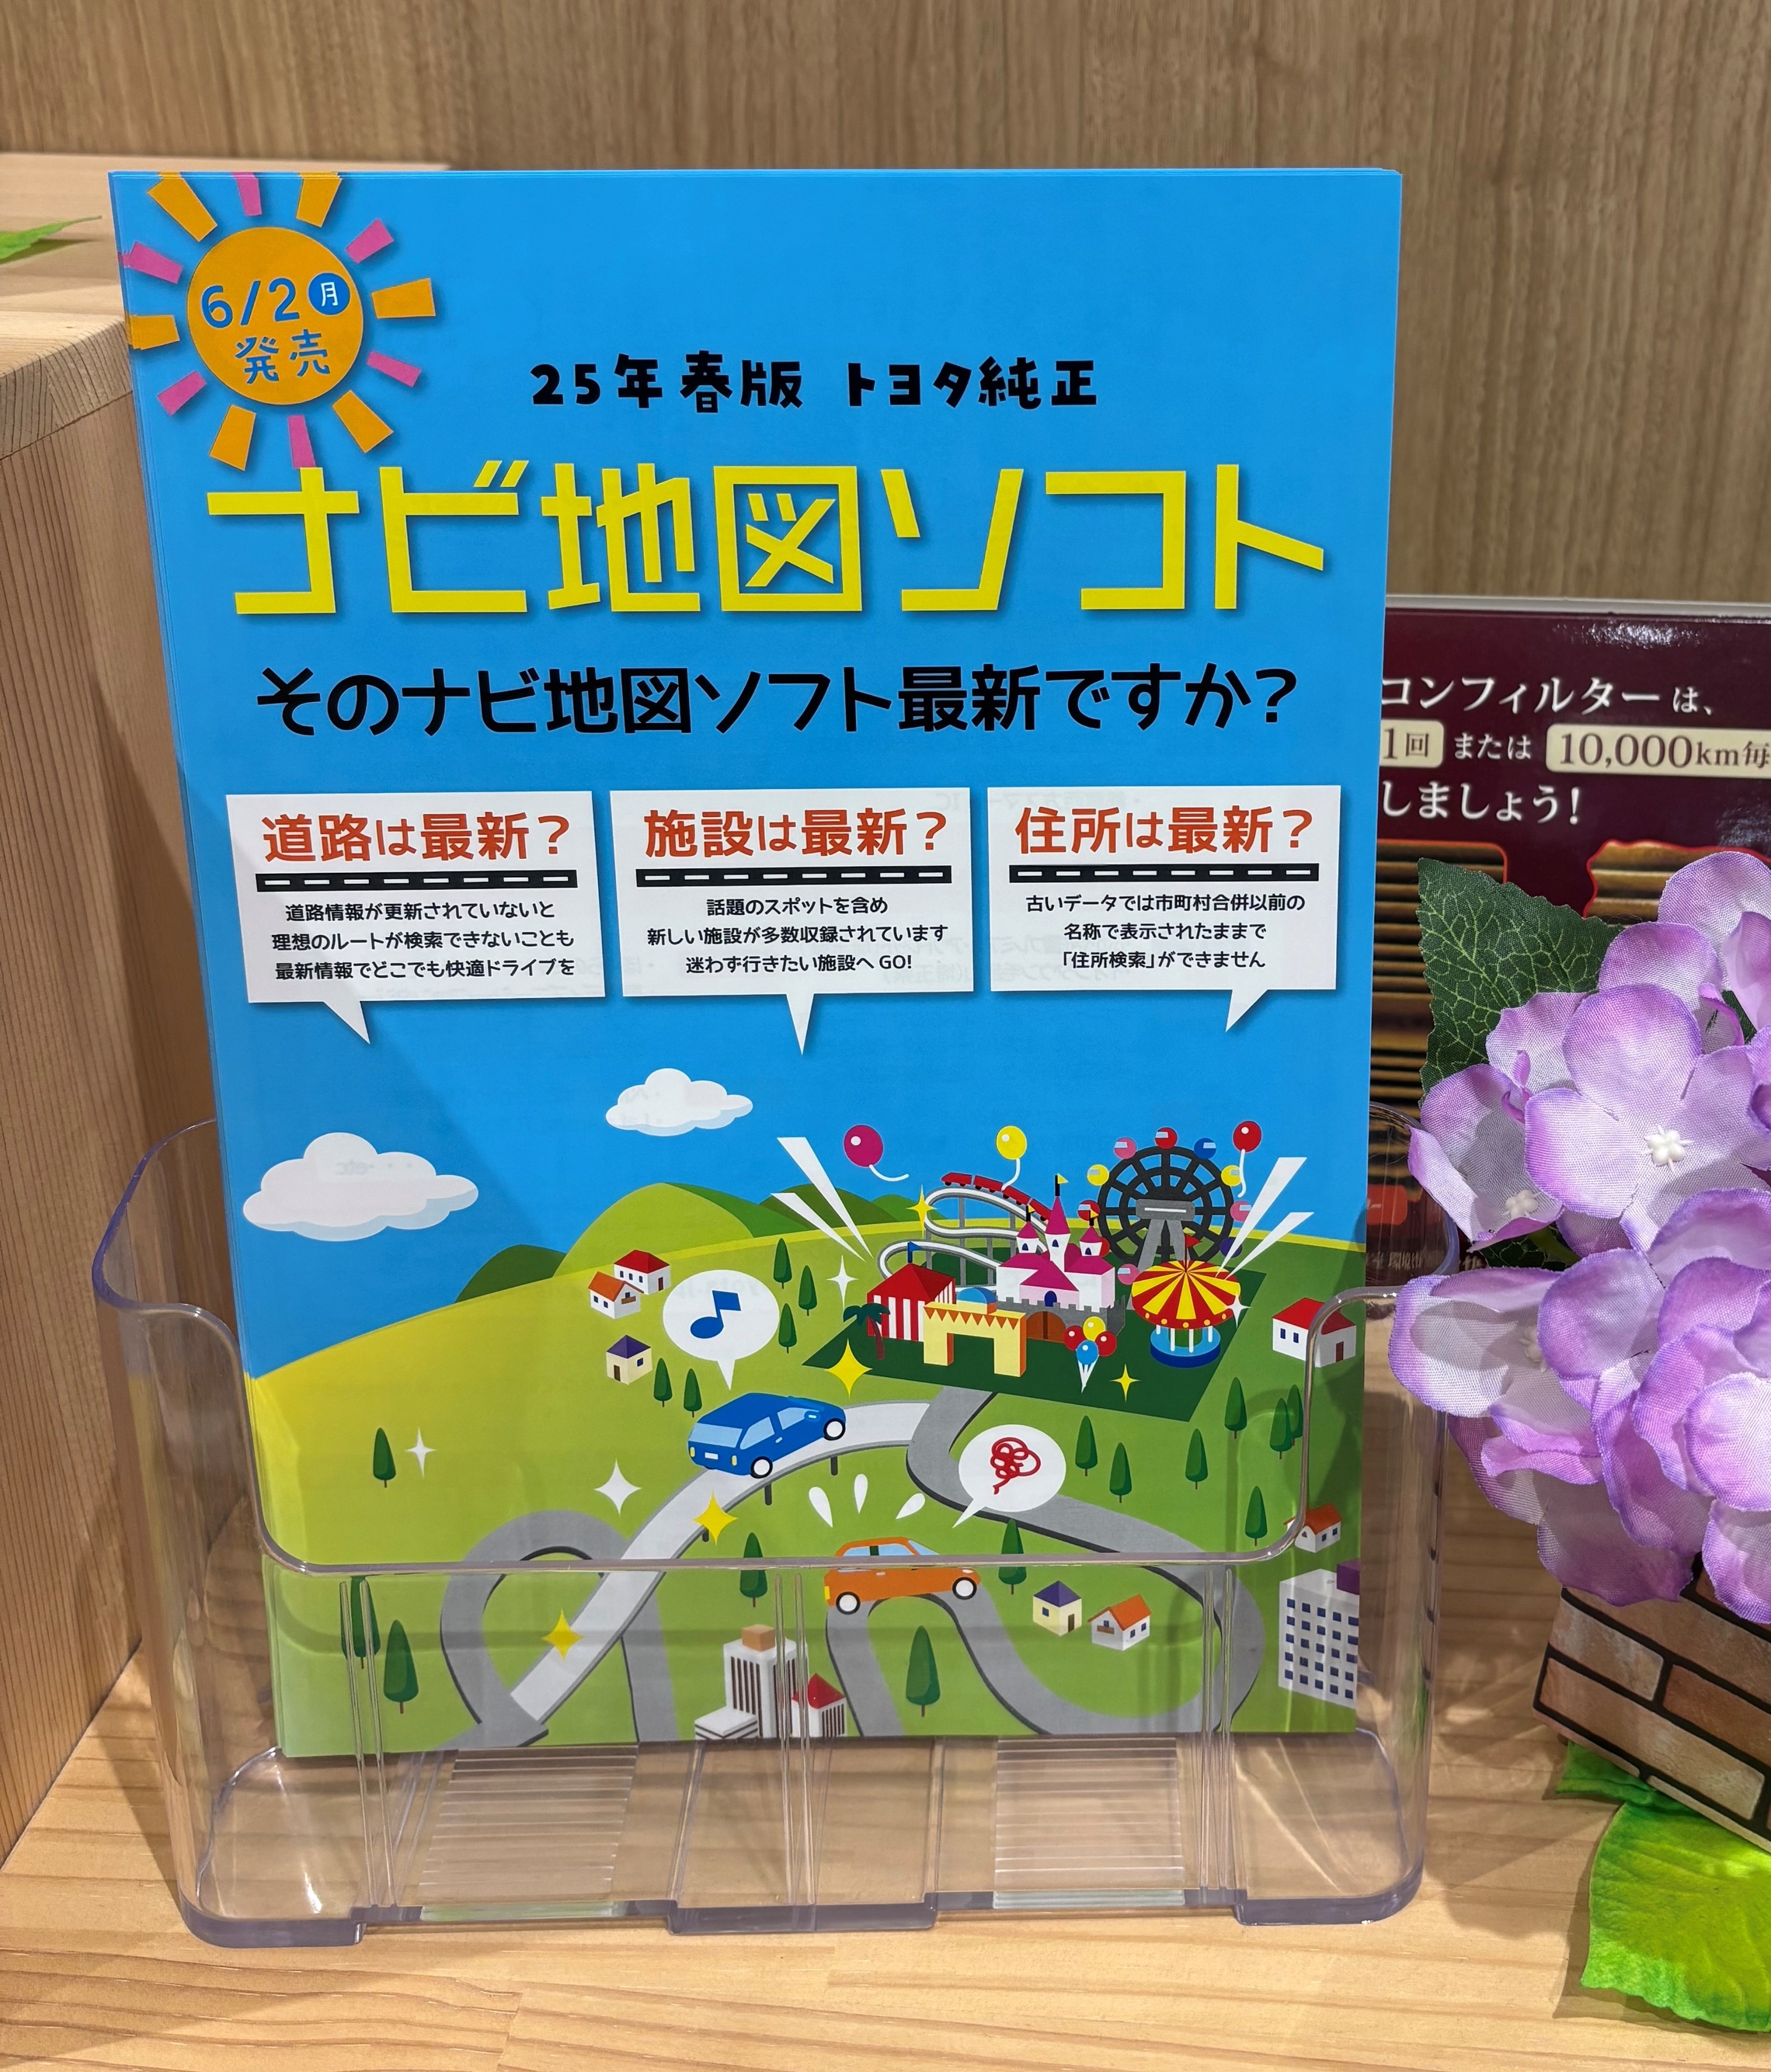 6/2月
発売
25年春版 トヨタ純正
ナビ地図ソフト
そのナビ地図ソフト最新ですか?
道路は最新?
道路情報が更新されていないと
理想のルートが検索できないことも
最新情報でどこでも快適ドライブを
施設は最新?
話題のスポットを含め
新しい施設が多数収録されています
迷わず行きたい施設へ GO!
住所は最新?
古いデータでは市町村合併以前の
名称で表示されたままで
「住所検索」ができません
コンフィルターは、
1回 または 10,000km毎
しましょう!